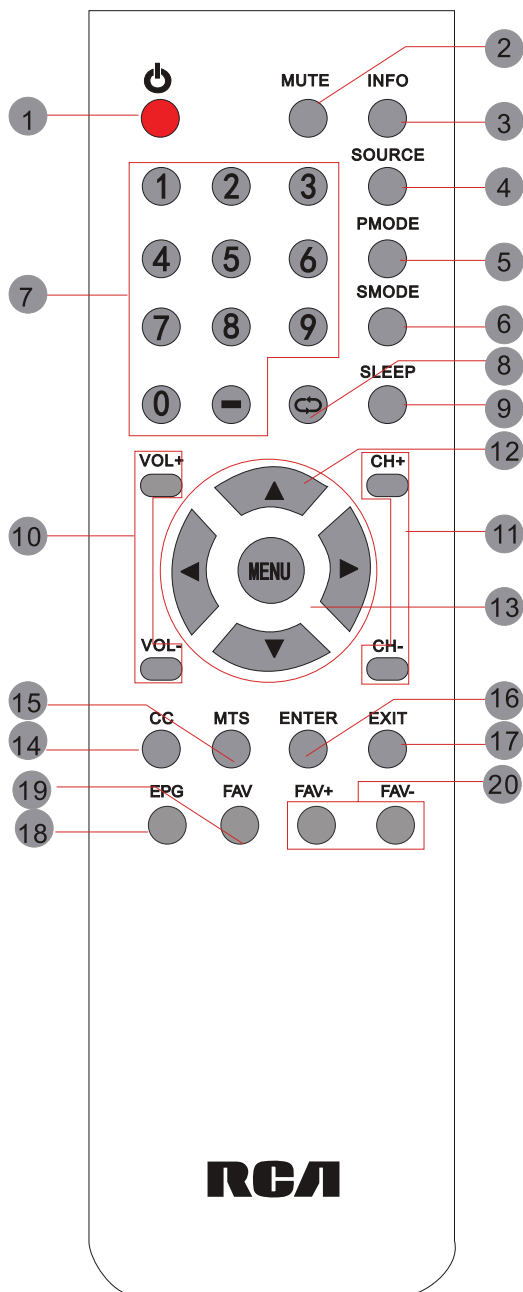 2
MUTE INFO
1
3
SOURCE
1 2 3
4
PMODE
4 5 6
5
7
SMODE
7 8 9
6
8
SLEEP
0 -
9
12
VOL+ CH+
10
11
MENU
13
VOL- CH-
15
16
CC MTS ENTER EXIT
14
17
19
20
EPG FAV FAV+ FAV-
18
RCA